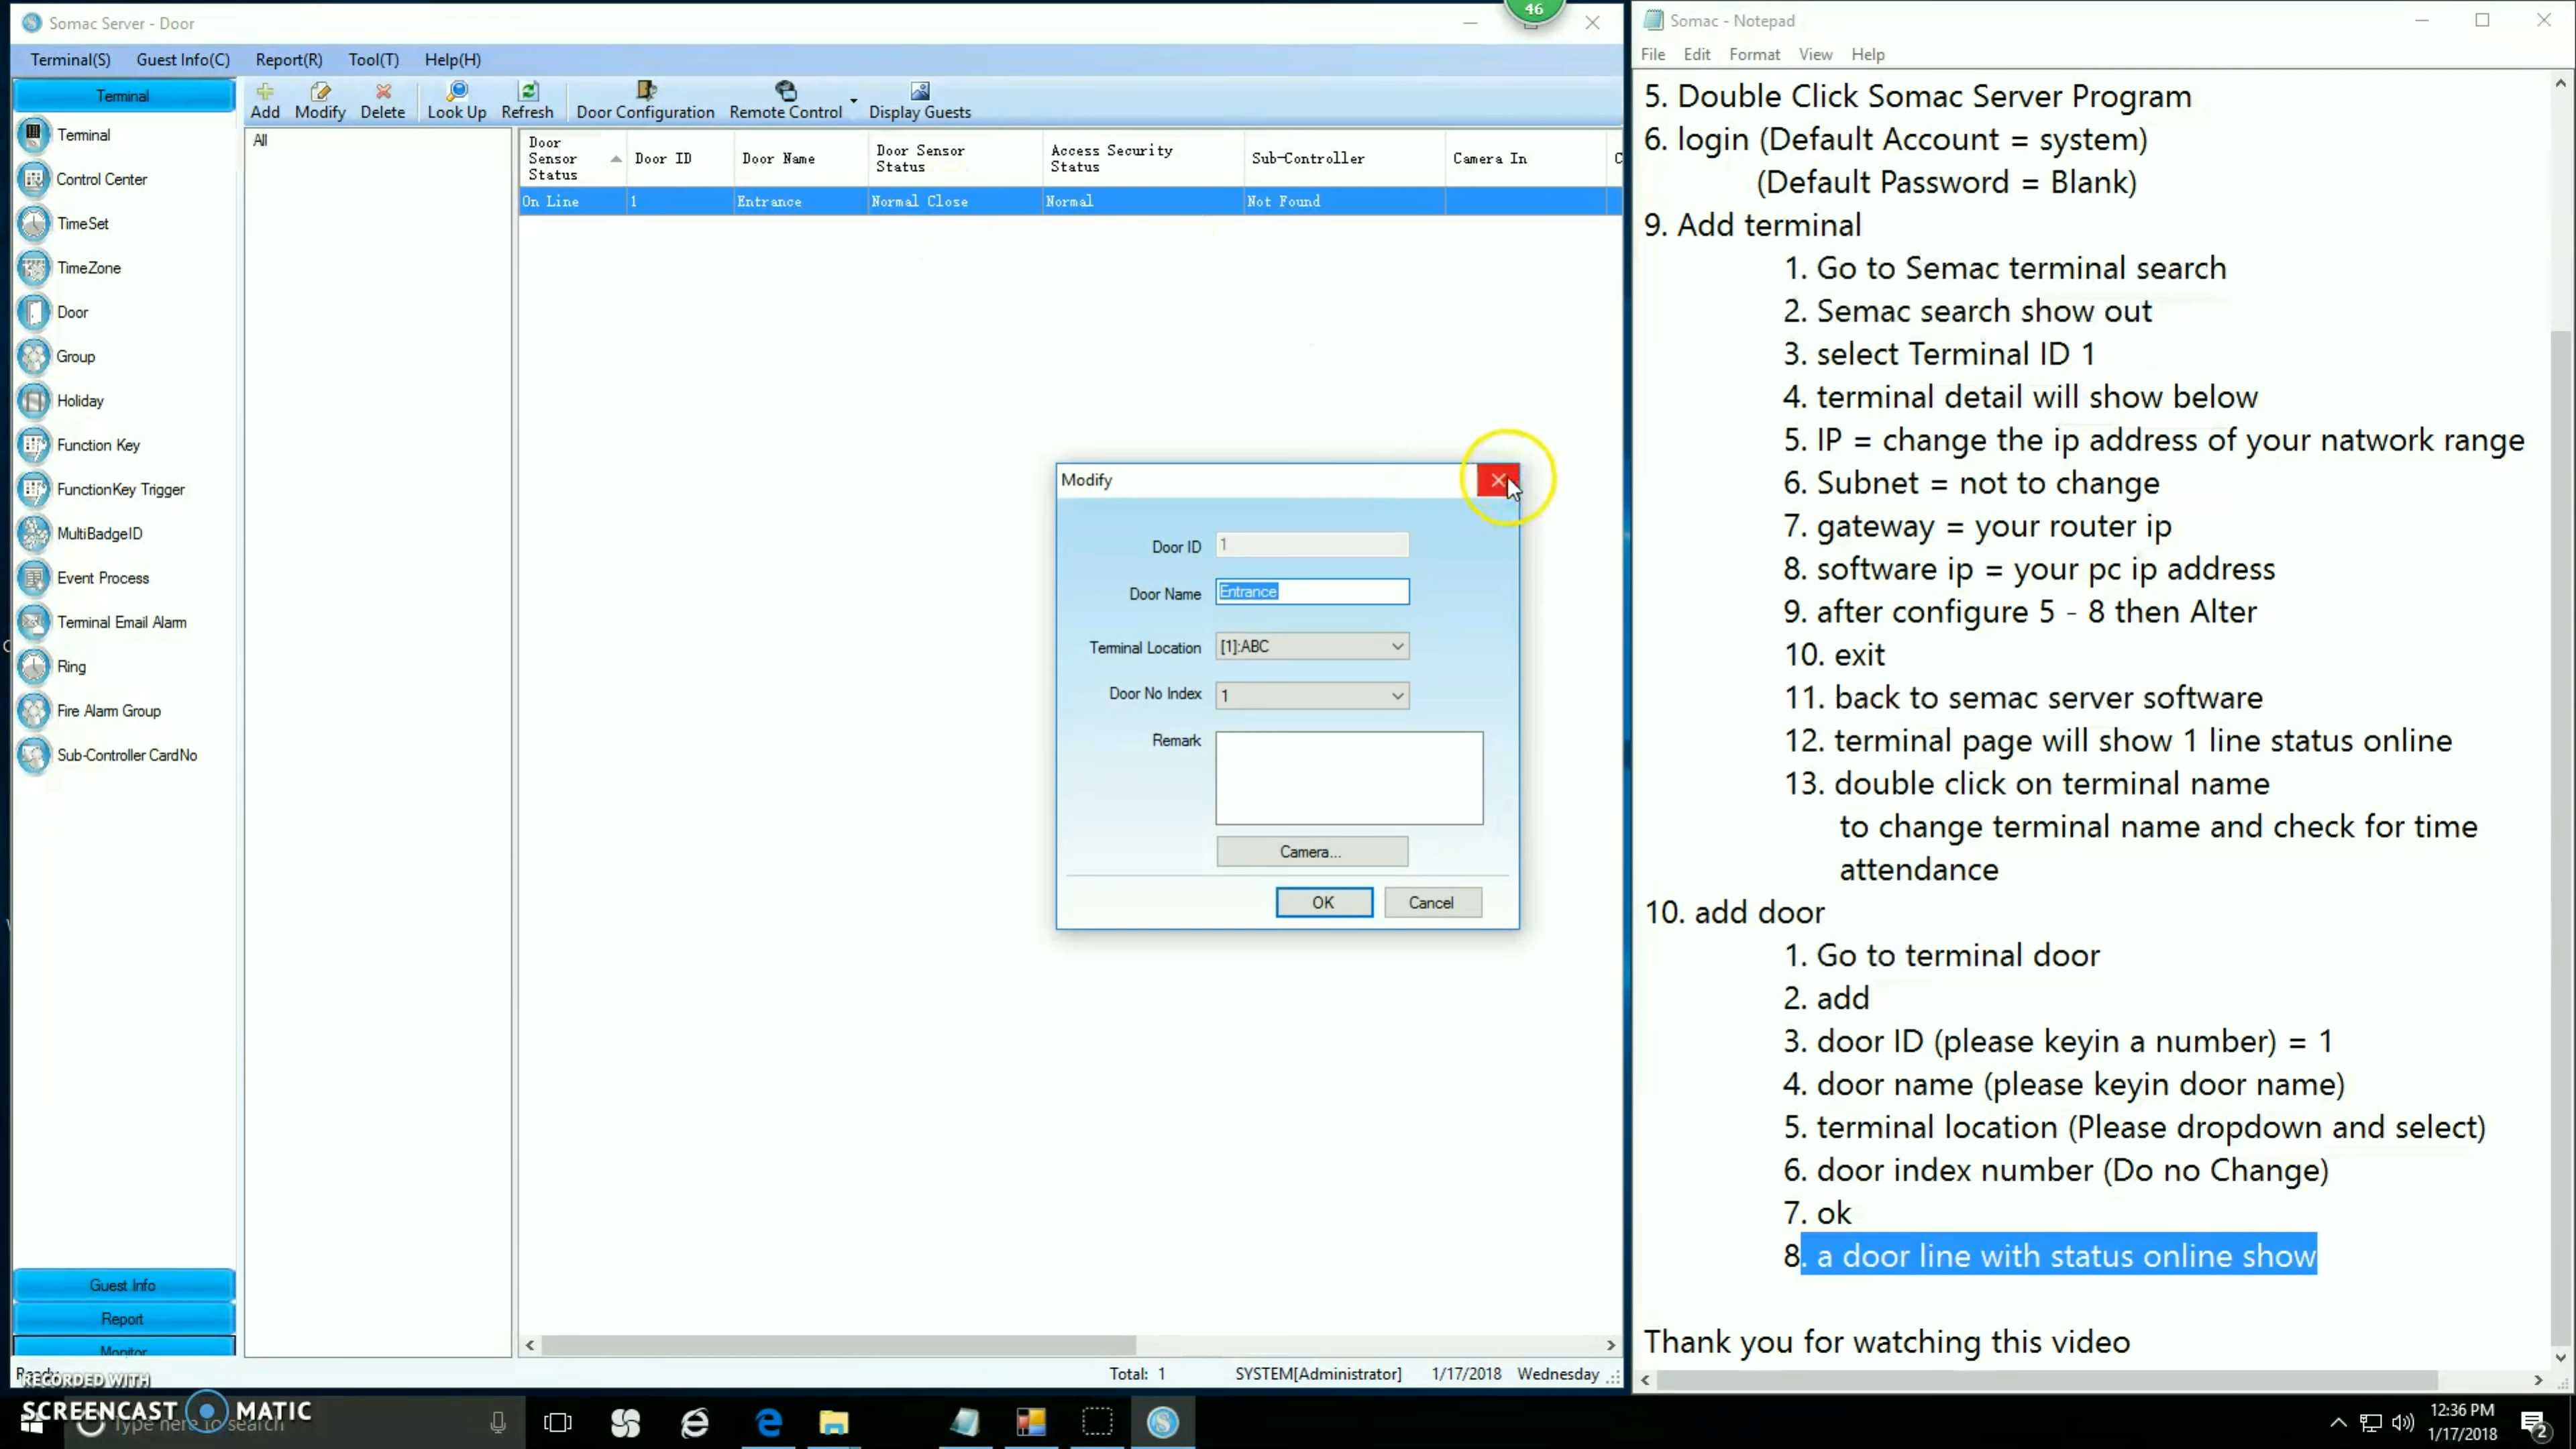 Somac Server - Door
46
Terminal(S) Guest Info(C) Report(R) Tool(T) Help(H)
Terminal
Add Modify Delete Look Up Refresh Door Configuration Remote Control Display Guests
Terminal
Control Center
TimeSet
TimeZone
Door
Group
Holiday
Function Key
FunctionKey Trigger
MultiBadgeID
Event Process
Terminal Email Alarm
Ring
Fire Alarm Group
Sub-Controller CardNo
Guest Info
Report
Monitor
All
Door Sensor Status Door ID Door Name Door Sensor Status Access Security Status Sub-Controller Camera In C
On Line 1 Entrance Normal Close Normal Not Found
Modify
Door ID 1
Door Name Entrance
Terminal Location [1]:ABC
Door No Index 1
Remark
Camera...
OK Cancel
Total: 1 SYSTEM[Administrator] 1/17/2018 Wednesday
Somac - Notepad
File Edit Format View Help
5. Double Click Somac Server Program
6. login (Default Account = system)
(Default Password = Blank)
9. Add terminal
1. Go to Semac terminal search
2. Semac search show out
3. select Terminal ID 1
4. terminal detail will show below
5. IP = change the ip address of your natwork range
6. Subnet = not to change
7. gateway = your router ip
8. software ip = your pc ip address
9. after configure 5 - 8 then Alter
10. exit
11. back to semac server software
12. terminal page will show 1 line status online
13. double click on terminal name
to change terminal name and check for time
attendance
10. add door
1. Go to terminal door
2. add
3. door ID (please keyin a number) = 1
4. door name (please keyin door name)
5. terminal location (Please dropdown and select)
6. door index number (Do no Change)
7. ok
8. a door line with status online show
Thank you for watching this video
RECORDED WITH
SCREENCAST MATIC
Type here to search
12:36 PM
1/17/2018
2